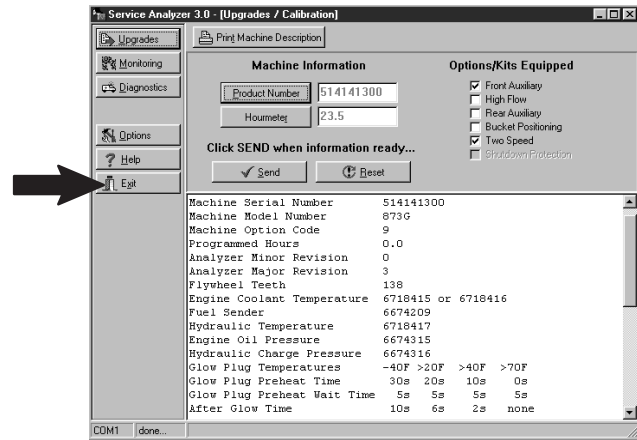 Service Analyzer 3.0 - [Upgrades / Calibration]
Upgrades
Monitoring
Diagnostics
Options
Help
Exit
Print Machine Description
Machine Information
Product Number 514141300
Hourmeter 23.5
Options/Kits Equipped
Front Auxiliary
High Flow
Rear Auxiliary
Bucket Positioning
Two Speed
Shutdown Protection
Click SEND when information ready...
Send Reset
Machine Serial Number 514141300
Machine Model Number 873G
Machine Option Code 9
Programmed Hours 0.0
Analyzer Minor Revision 0
Analyzer Major Revision 3
Flywheel Teeth 138
Engine Coolant Temperature 6718415 or 6718416
Fuel Sender 6674209
Hydraulic Temperature 6718417
Engine Oil Pressure 6674315
Hydraulic Charge Pressure 6674316
Glow Plug Temperatures -40F >20F >40F >70F
Glow Plug Preheat Time 30s 20s 10s 0s
Glow Plug Preheat Wait Time 5s 5s 5s 5s
After Glow Time 10s 6s 2s none
COM1 done...